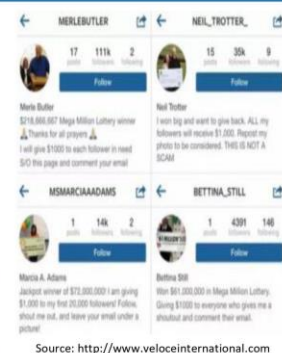 MERLEBUTLER
17 111k 2
posts followers following
Follow
Merle Butler
$218,666,667 Mega Million Lottery winner
🙏Thanks for all prayers 🙏
I will give $1000 to each follower in need
S/O this page and comment your email
NEIL_TROTTER_
15 35k 9
posts followers following
Follow
Neil Trotter
I won big and want to give back. ALL my
followers will receive $1,000. Repost my
photo to be considered. THIS IS NOT A
SCAM
MSMARCIAAADAMS
1 14k 2
posts followers following
Follow
Marcia A. Adams
Jackpot winner of $72,000,000! I am giving
$1,000 to my first 20,000 followers! Follow,
shout me out, and leave your email under a
picture!
BETTINA_STILL
1 4391 146
posts followers following
Follow
Bettina Still
Won $61,000,000 in Mega Million Lottery.
Giving $1000 to everyone who gives me a
shoutout and comment their email.
Source: http://www.veloceinternational.com